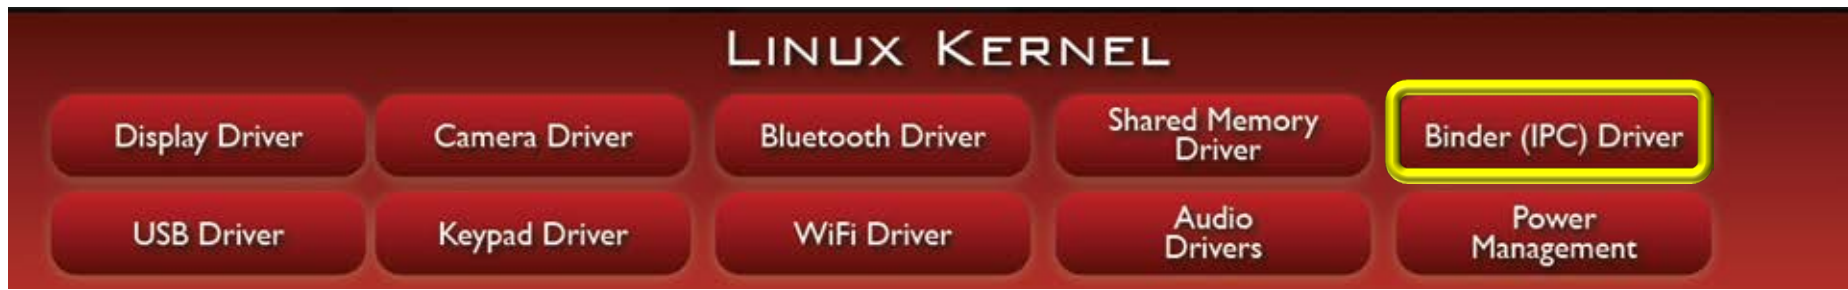 LINUX KERNEL
Display Driver
Camera Driver
Bluetooth Driver
Shared Memory
Driver
Binder (IPC) Driver
USB Driver
Keypad Driver
WiFi Driver
Audio
Drivers
Power
Management